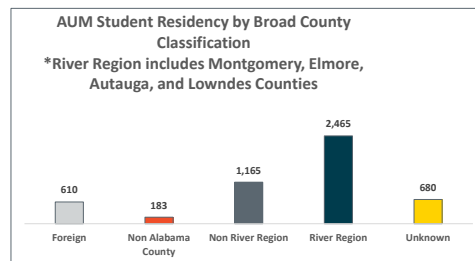 AUM Student Residency by Broad County
Classification
*River Region includes Montgomery, Elmore,
Autauga, and Lowndes Counties
2,465
1,165
610
183
680
Foreign
Non Alabama
County
Non River Region
River Region
Unknown